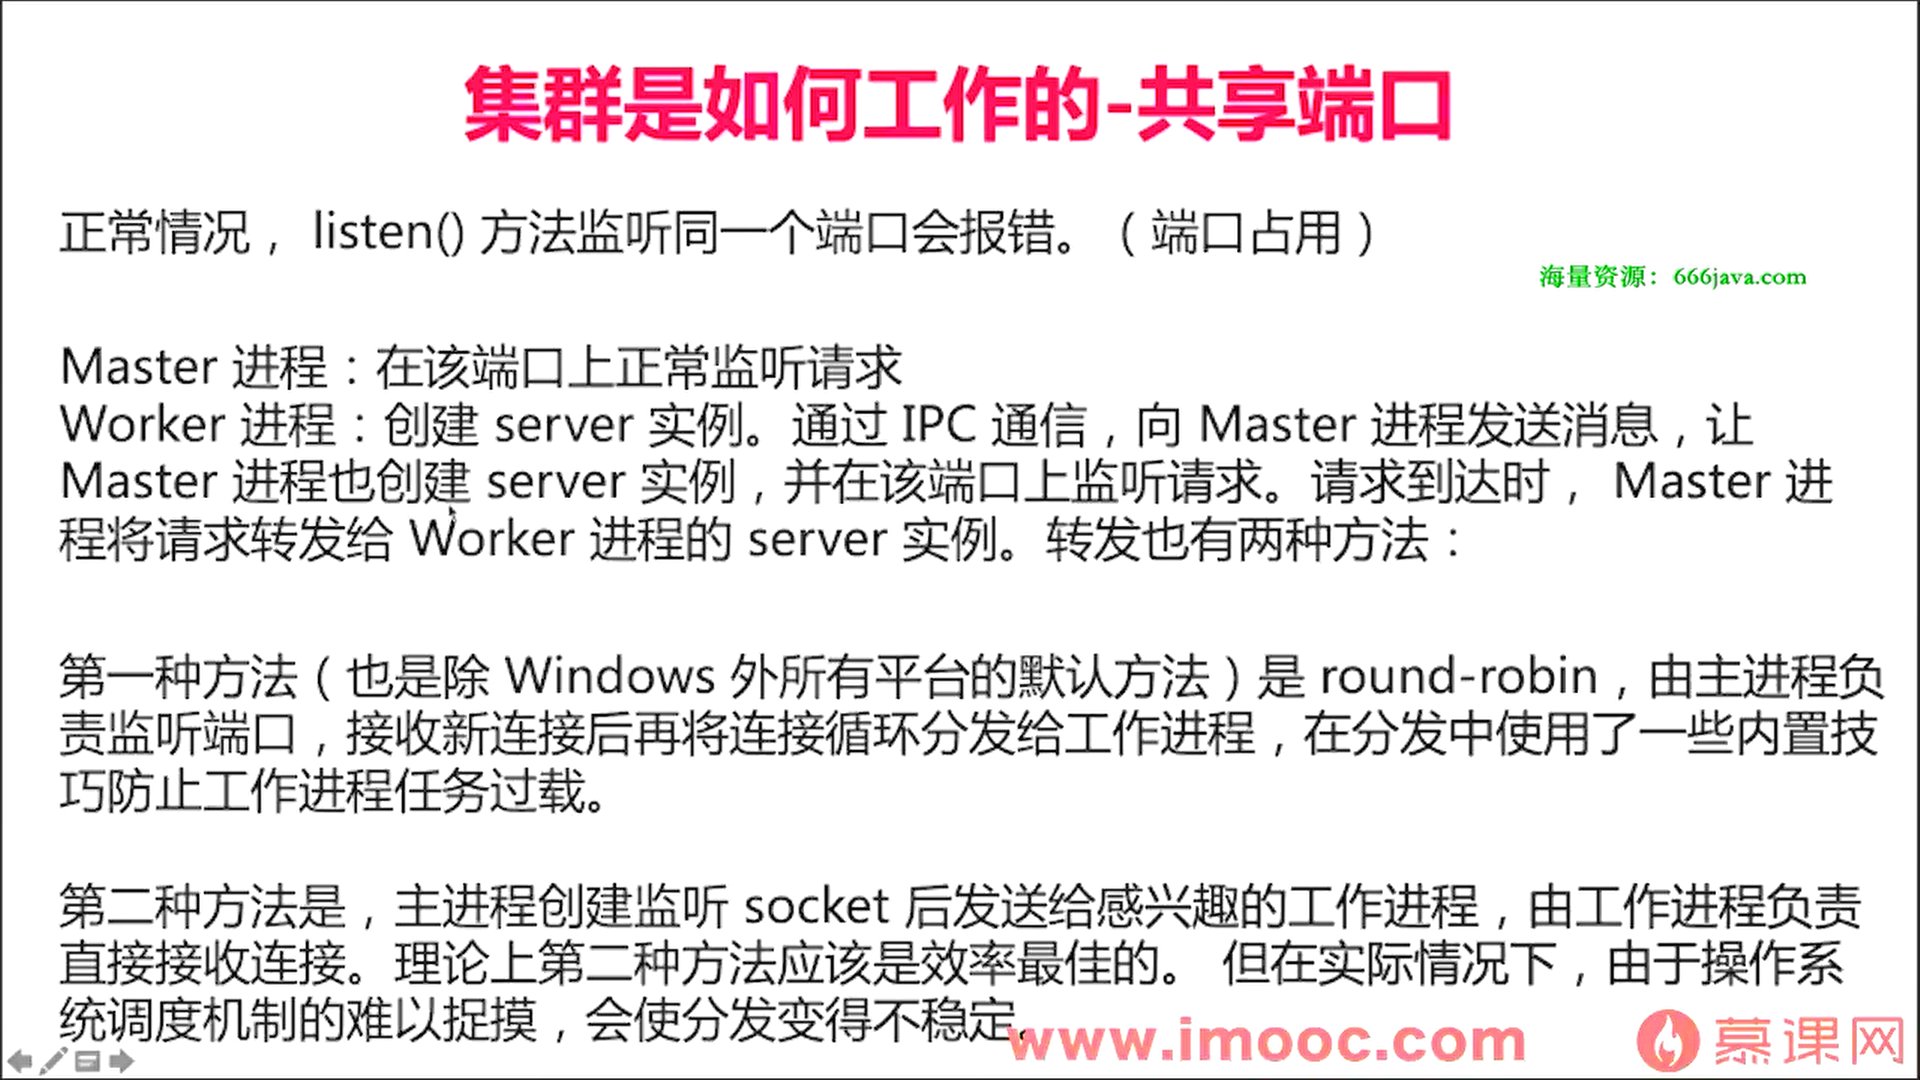 集群是如何工作的-共享端口
正常情况，listen() 方法监听同一个端口会报错。（端口占用）
海量资源：666java.com
Master 进程：在该端口上正常监听请求
Worker 进程：创建 server 实例。通过 IPC 通信，向 Master 进程发送消息，让
Master 进程也创建 server 实例，并在该端口上监听请求。请求到达时，Master 进
程将请求转发给 Worker 进程的 server 实例。转发也有两种方法：
第一种方法（也是除 Windows 外所有平台的默认方法）是 round-robin，由主进程负
责监听端口，接收新连接后再将连接循环分发给工作进程，在分发中使用了一些内置技
巧防止工作进程任务过载。
第二种方法是，主进程创建监听 socket 后发送给感兴趣的工作进程，由工作进程负责
直接接收连接。理论上第二种方法应该是效率最佳的。 但在实际情况下，由于操作系
统调度机制的难以捉摸，会使分发变得不稳定。
www.imooc.com
慕课网